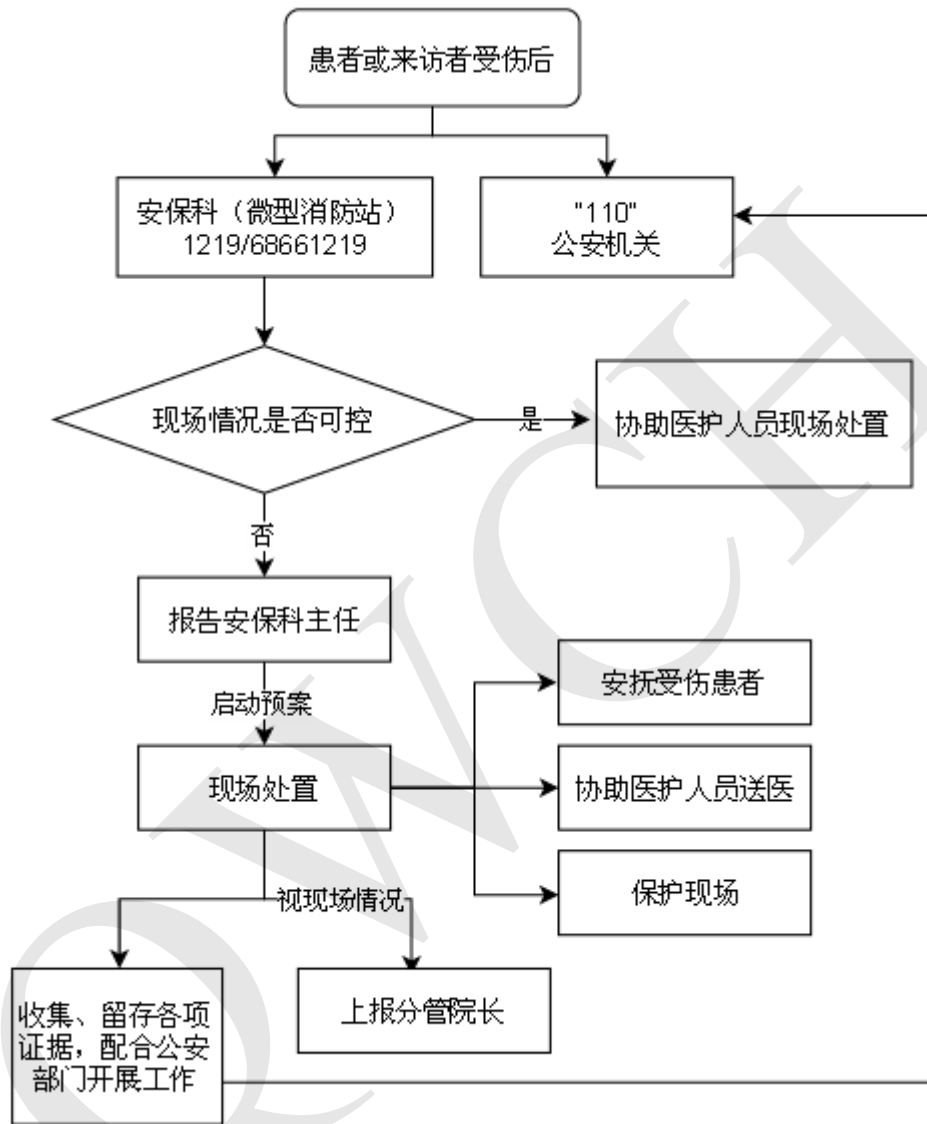 患者或来访者受伤后
安保科（微型消防站）
1219/68661219
"110"
公安机关
现场情况是否可控
是
协助医护人员现场处置
否
报告安保科主任
启动预案
安抚受伤患者
现场处置
协助医护人员送医
视现场情况
保护现场
收集、留存各项
证据，配合公安
部门开展工作
上报分管院长
QWCH